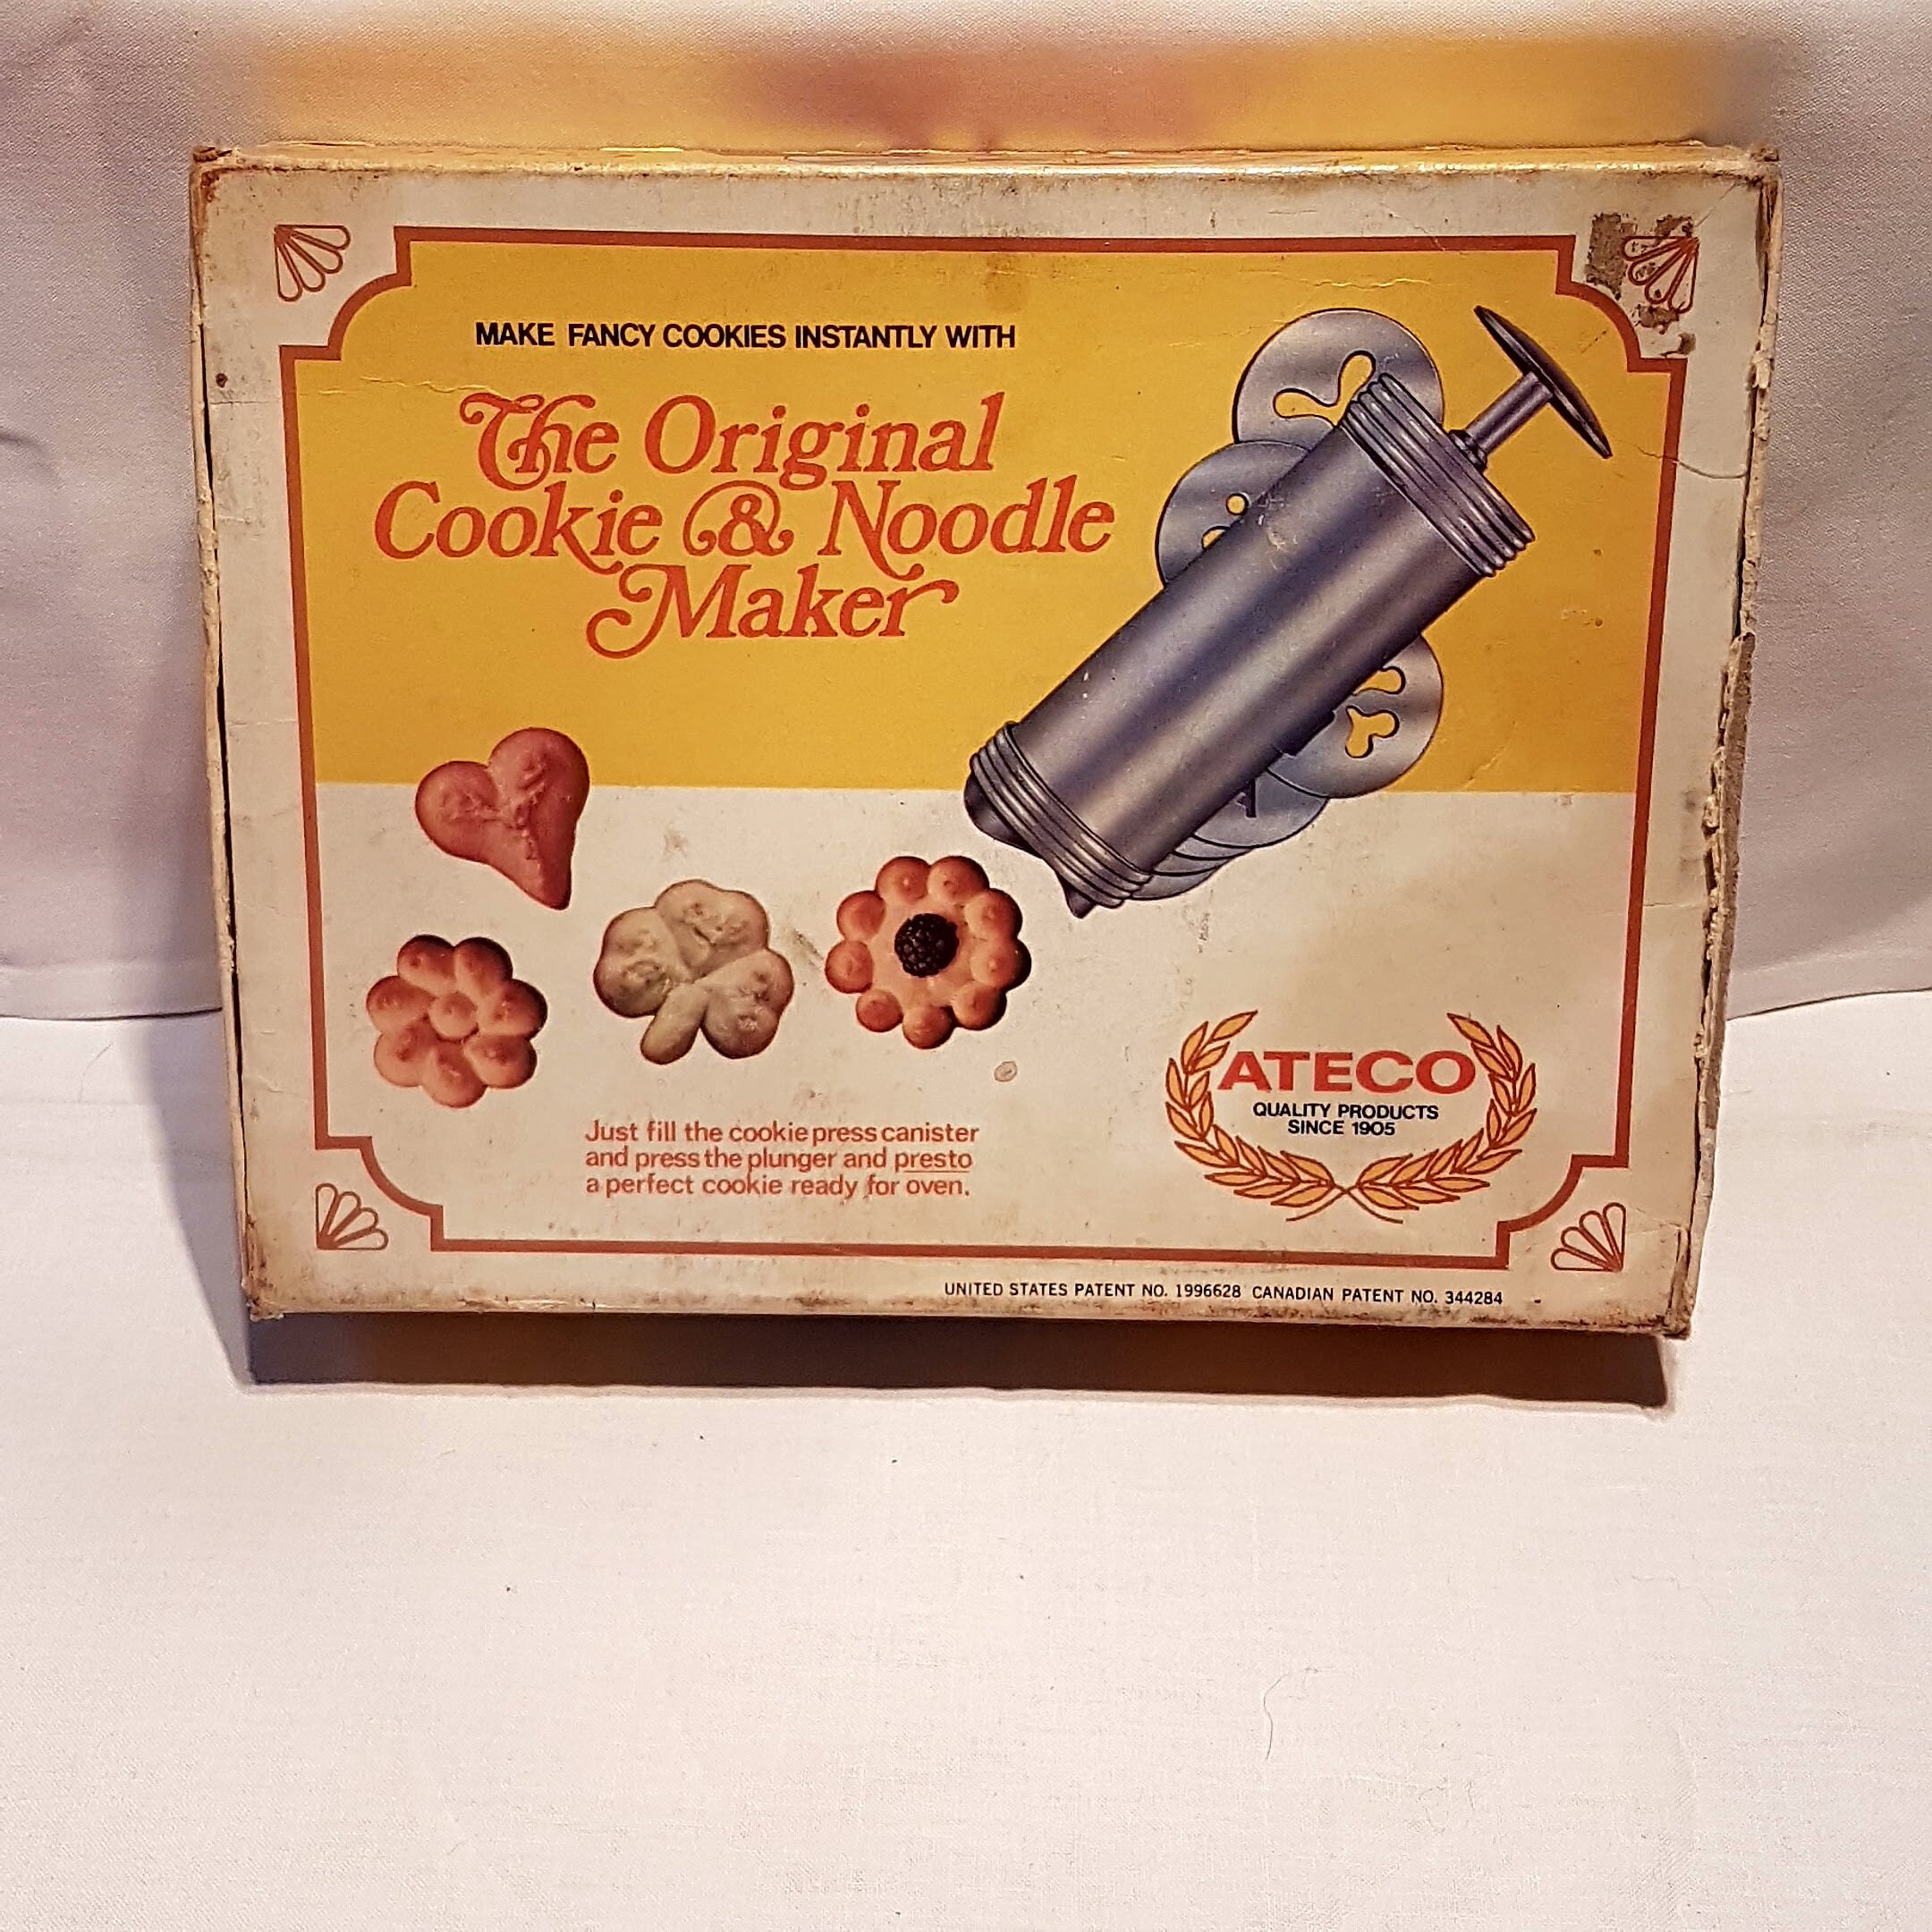 MAKE FANCY COOKIES INSTANTLY WITH
The Original
Cookie & Noodle
Maker
Just fill the cookie press canister
and press the plunger and presto
a perfect cookie ready for oven.
ATECO
QUALITY PRODUCTS
SINCE 1905
UNITED STATES PATENT NO. 1996628 CANADIAN PATENT NO. 344284